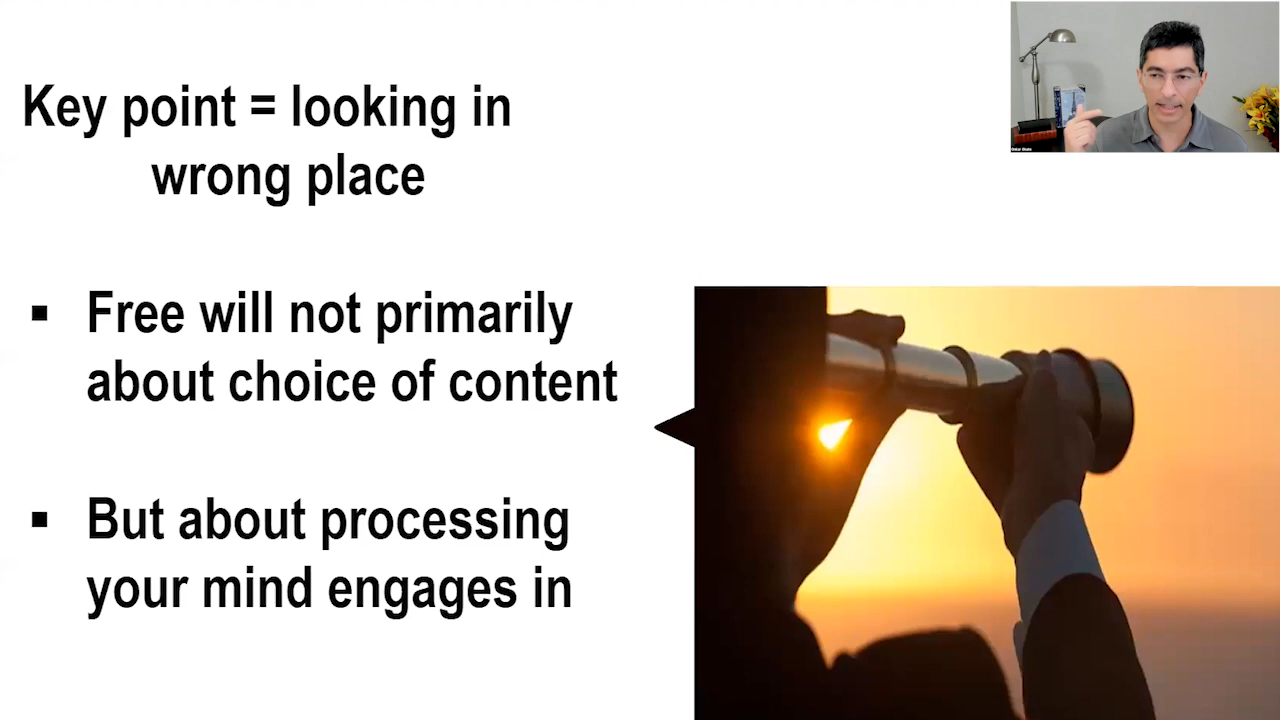 Key point = looking in
wrong place
▪ Free will not primarily
about choice of content
▪ But about processing
your mind engages in